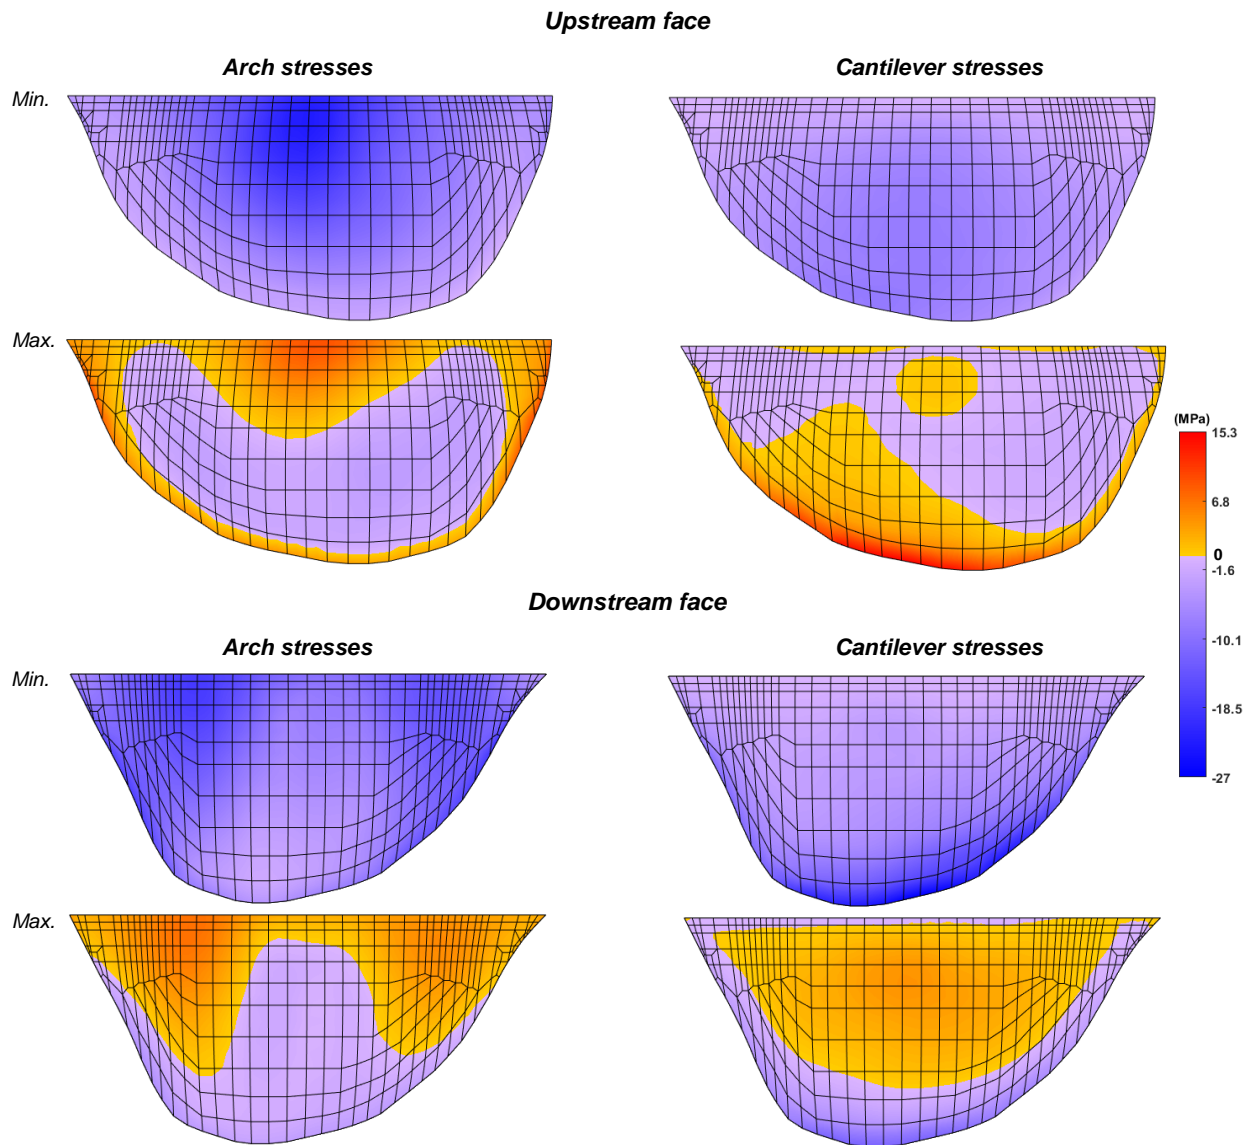 Upstream face
Arch stresses
Cantilever stresses
Min.
Max.
(MPa)
15.3
6.8
0
-1.6
-10.1
-18.5
-27
Downstream face
Arch stresses
Cantilever stresses
Min.
Max.